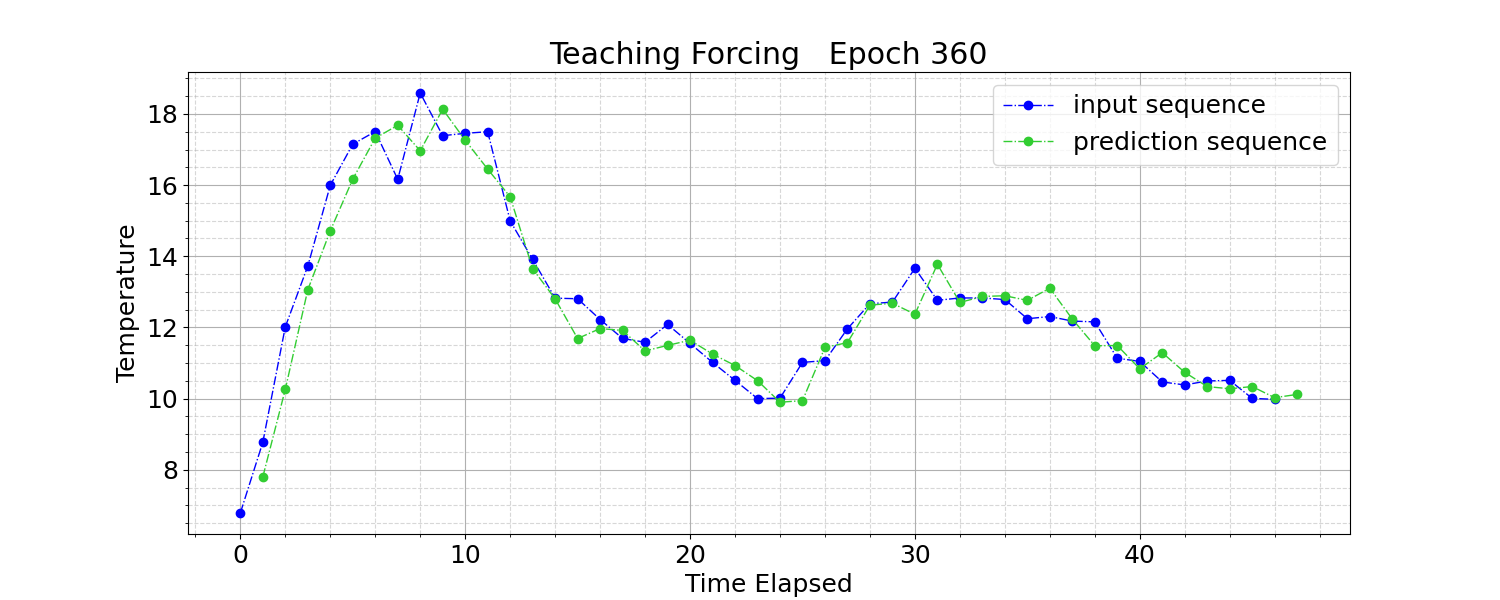 Teaching Forcing   Epoch 360
input sequence
prediction sequence
Temperature
18
16
14
12
10
8
0 10 20 30 40
Time Elapsed